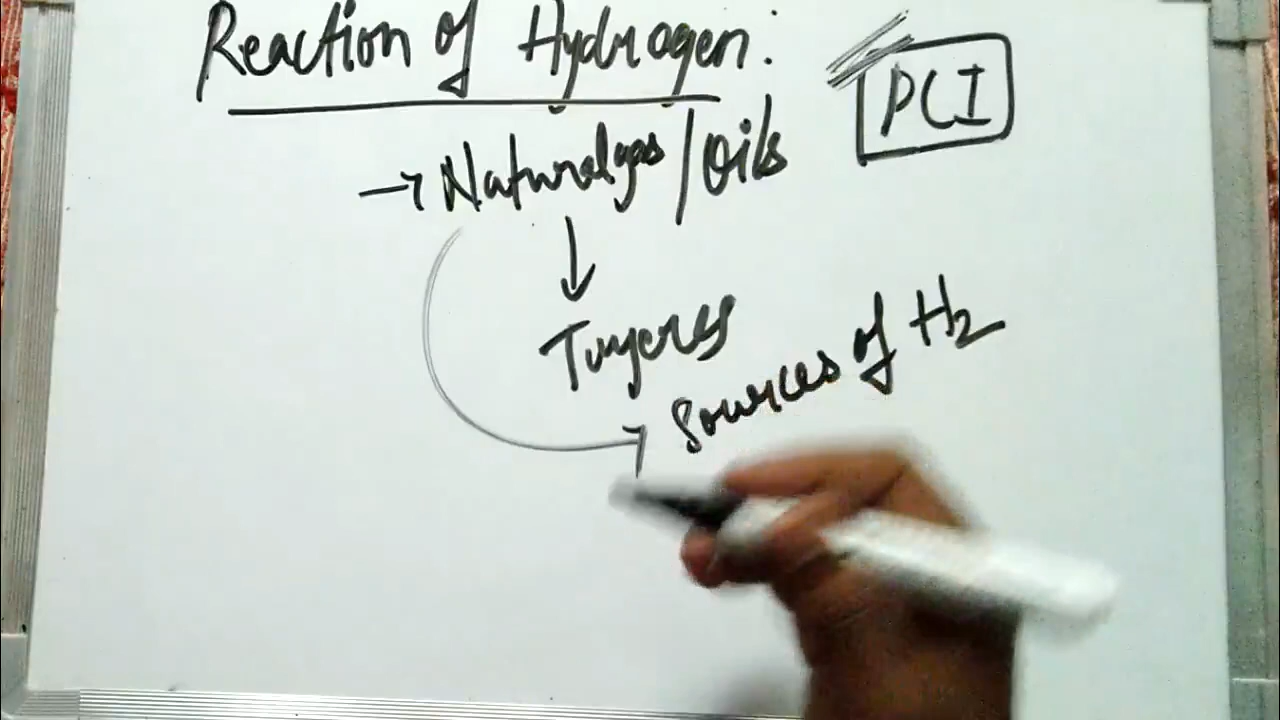 Reaction of Hydrogen:
PCI
→ Naturalgas/Oils
↓
Tuyeres
Sources of H2